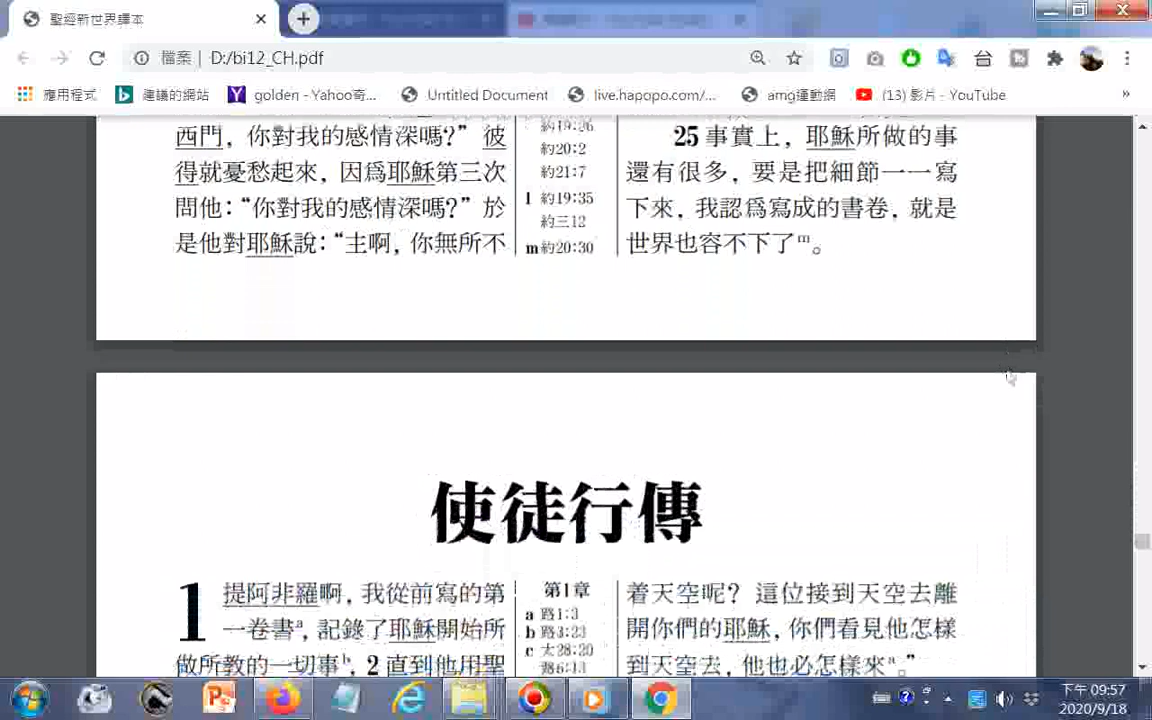 聖經新世界譯本
檔案 | D:/bi12_CH.pdf
應用程式 建議的網站 golden - Yahoo奇... Untitled Document live.hapopo.com/... amg運動網 (13) 影片 - YouTube »
西門，你對我的感情深嗎？”彼
得就憂愁起來，因爲耶穌第三次
問他：“你對我的感情深嗎？”於
是他對耶穌說：“主啊，你無所不
約19:26
約20:2
約21:7
l 約19:35
約三12
m 約20:30
25 事實上，耶穌所做的事
還有很多，要是把細節一一寫
下來，我認爲寫成的書卷，就是
世界也容不下了m。
使徒行傳
1 提阿非羅啊，我從前寫的第
一卷書a，記錄了耶穌開始所
做所教的一切事b，2 直到他用聖
第1章
a 路1:3
b 路3:23
c 太28:20
着天空呢？這位接到天空去離
開你們的耶穌，你們看見他怎樣
到天空去，他也必怎樣來a。”
下午 09:57
2020/9/18